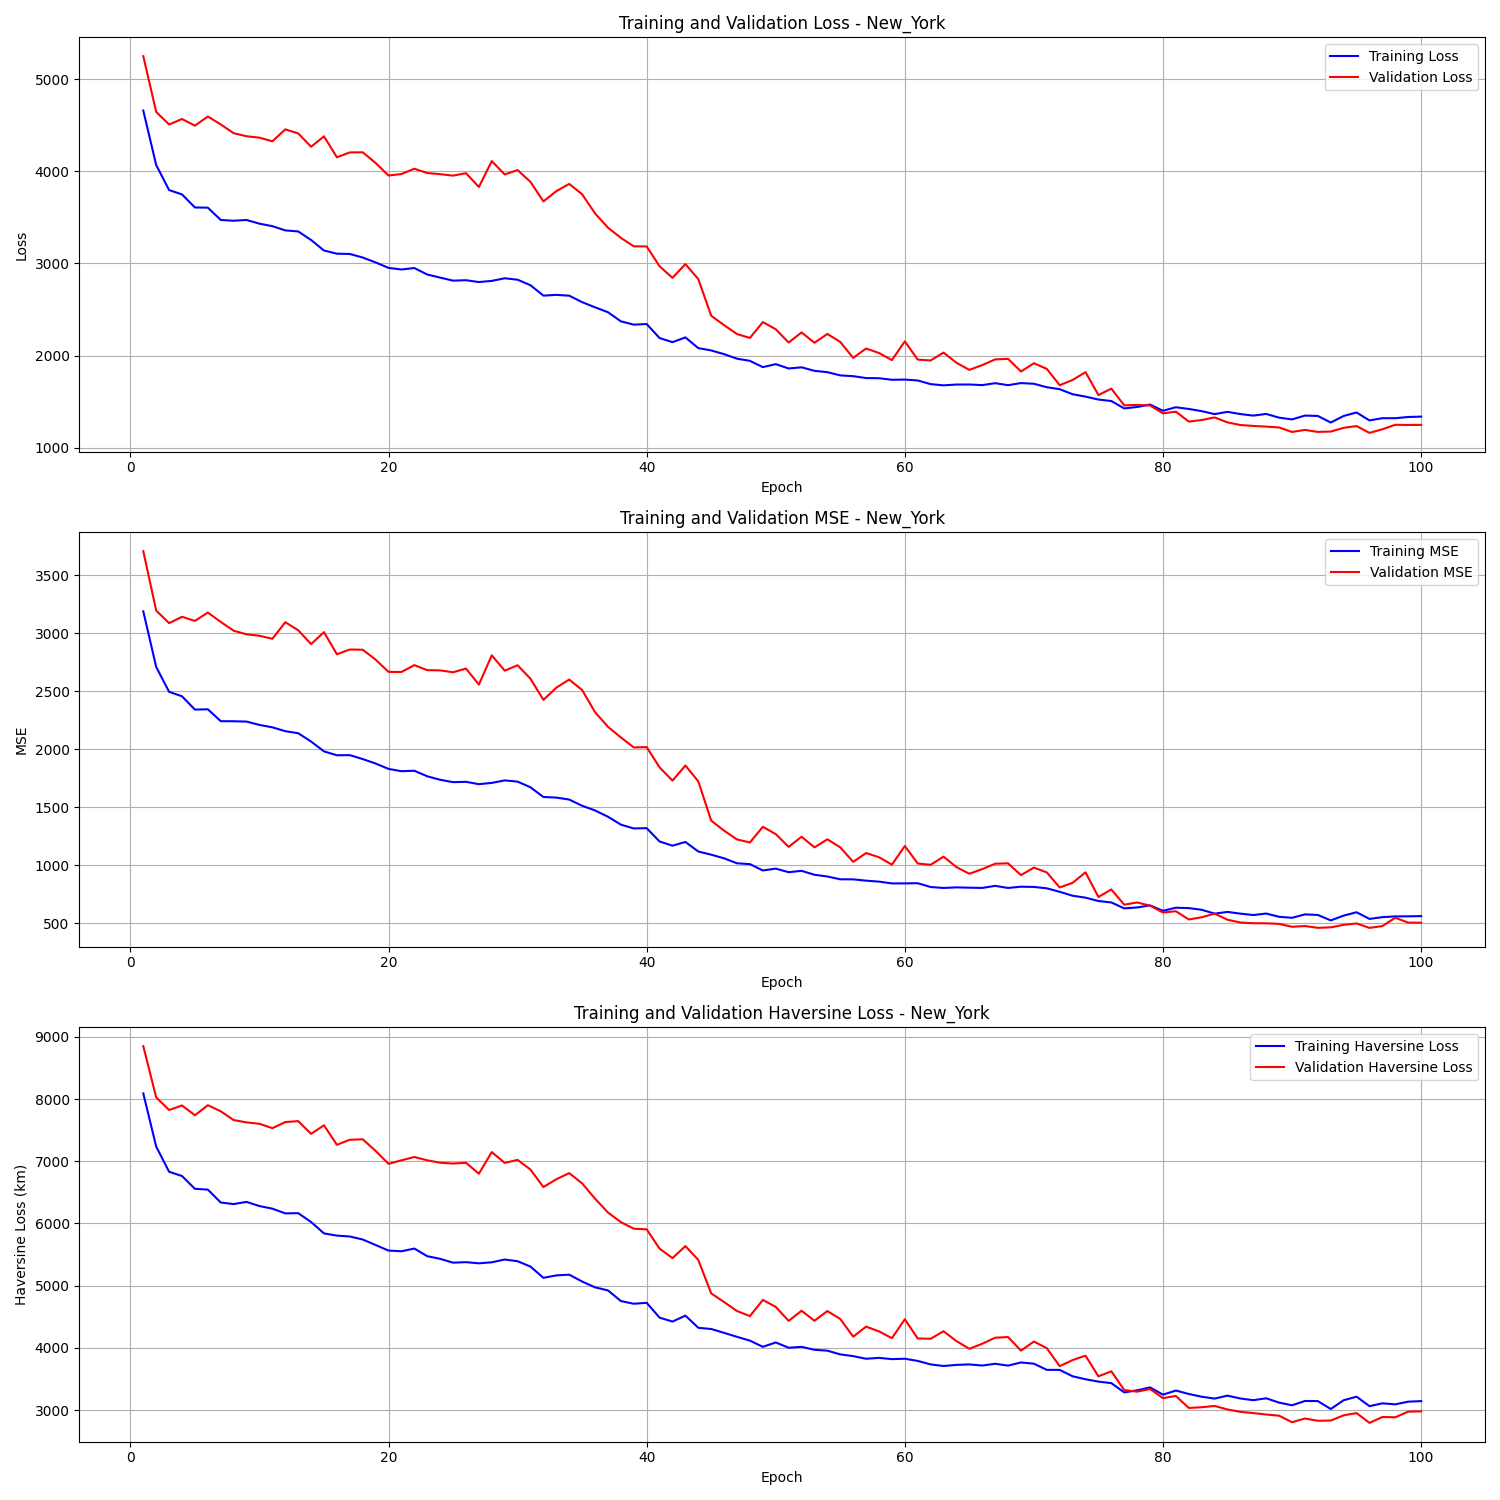 Training and Validation Loss - New_York
Training Loss
Validation Loss
Loss
5000
4000
3000
2000
1000
0 20 40 60 80 100
Epoch
Training and Validation MSE - New_York
Training MSE
Validation MSE
MSE
3500
3000
2500
2000
1500
1000
500
0 20 40 60 80 100
Epoch
Training and Validation Haversine Loss - New_York
Training Haversine Loss
Validation Haversine Loss
Haversine Loss (km)
9000
8000
7000
6000
5000
4000
3000
0 20 40 60 80 100
Epoch